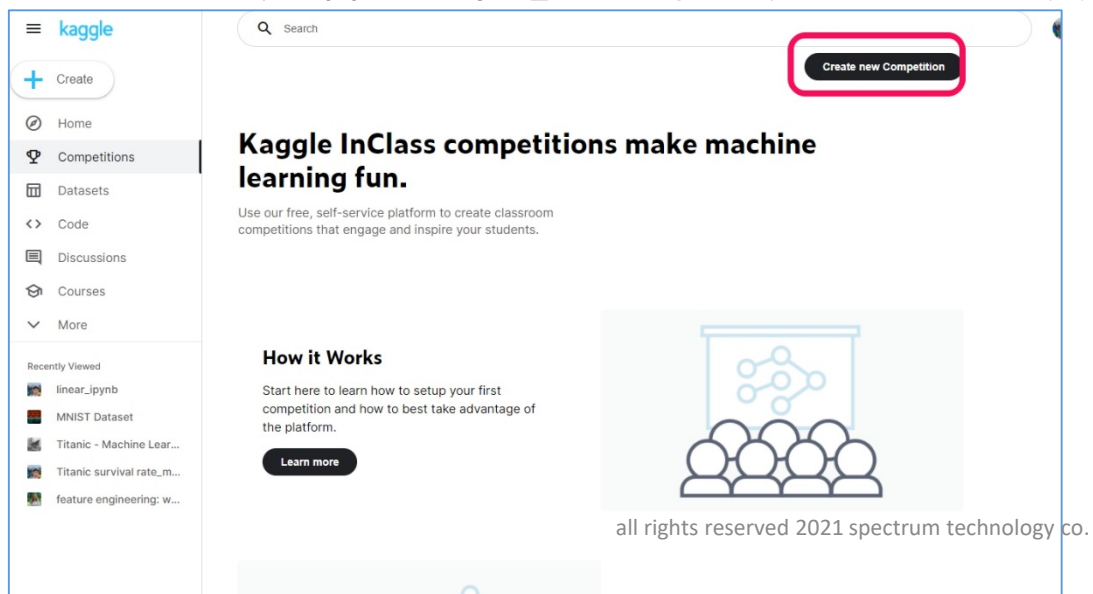 kaggle
Search
Create new Competition
Create
Home
Competitions
Datasets
Code
Discussions
Courses
More
Recently Viewed
linear_ipynb
MNIST Dataset
Titanic - Machine Lear...
Titanic survival rate_m...
feature engineering: w...
Kaggle InClass competitions make machine
learning fun.
Use our free, self-service platform to create classroom
competitions that engage and inspire your students.
How it Works
Start here to learn how to setup your first
competition and how to best take advantage of
the platform.
Learn more
all rights reserved 2021 spectrum technology co.